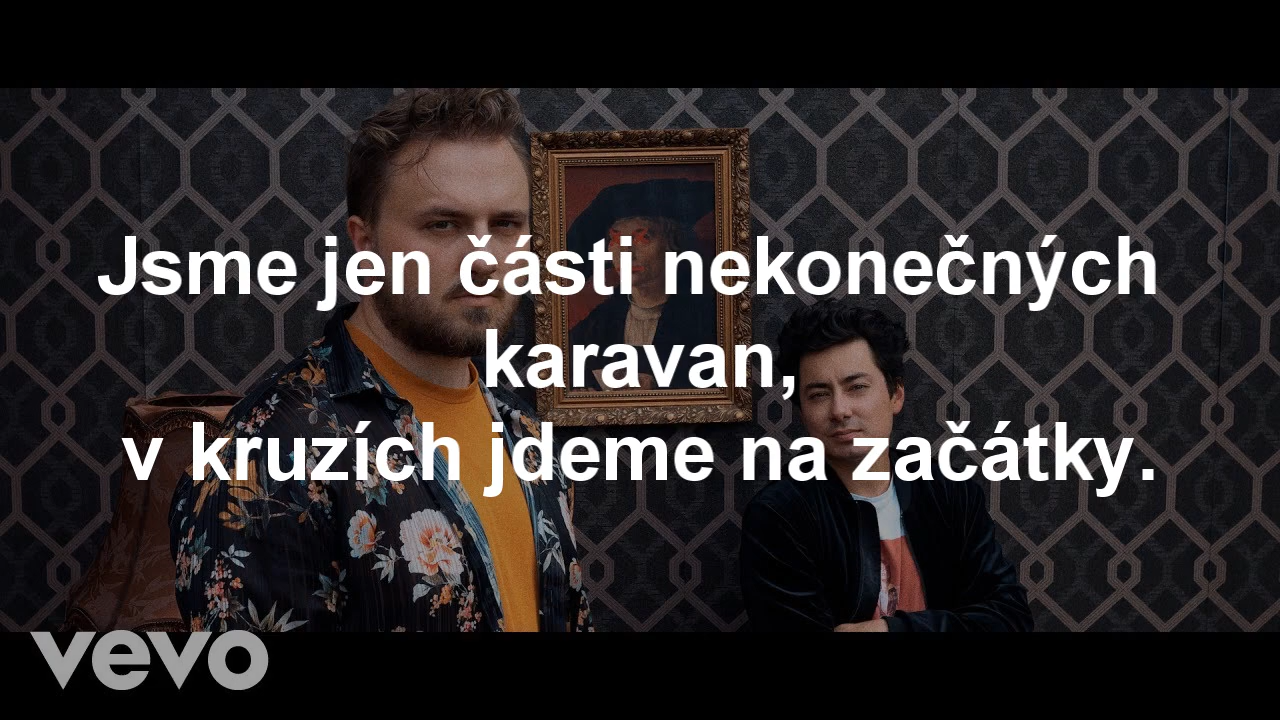 Jsme jen části nekonečných
karavan,
v kruzích jdeme na začátky.
vevo